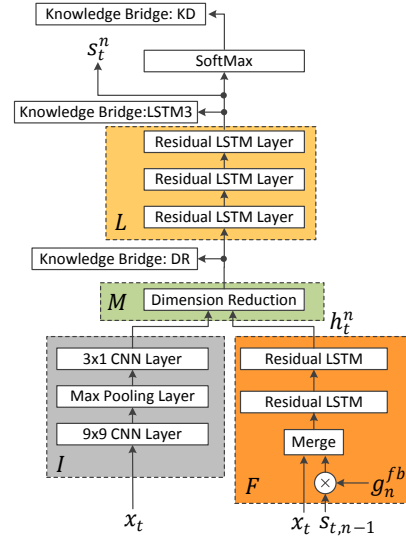 Knowledge Bridge: KD
s_t^n
SoftMax
Knowledge Bridge:LSTM3
Residual LSTM Layer
Residual LSTM Layer
Residual LSTM Layer
L
Knowledge Bridge: DR
M
Dimension Reduction
h_t^n
3x1 CNN Layer
Max Pooling Layer
9x9 CNN Layer
I
x_t
Residual LSTM
Residual LSTM
Merge
F
×
g_n^{fb}
x_t
s_{t,n-1}